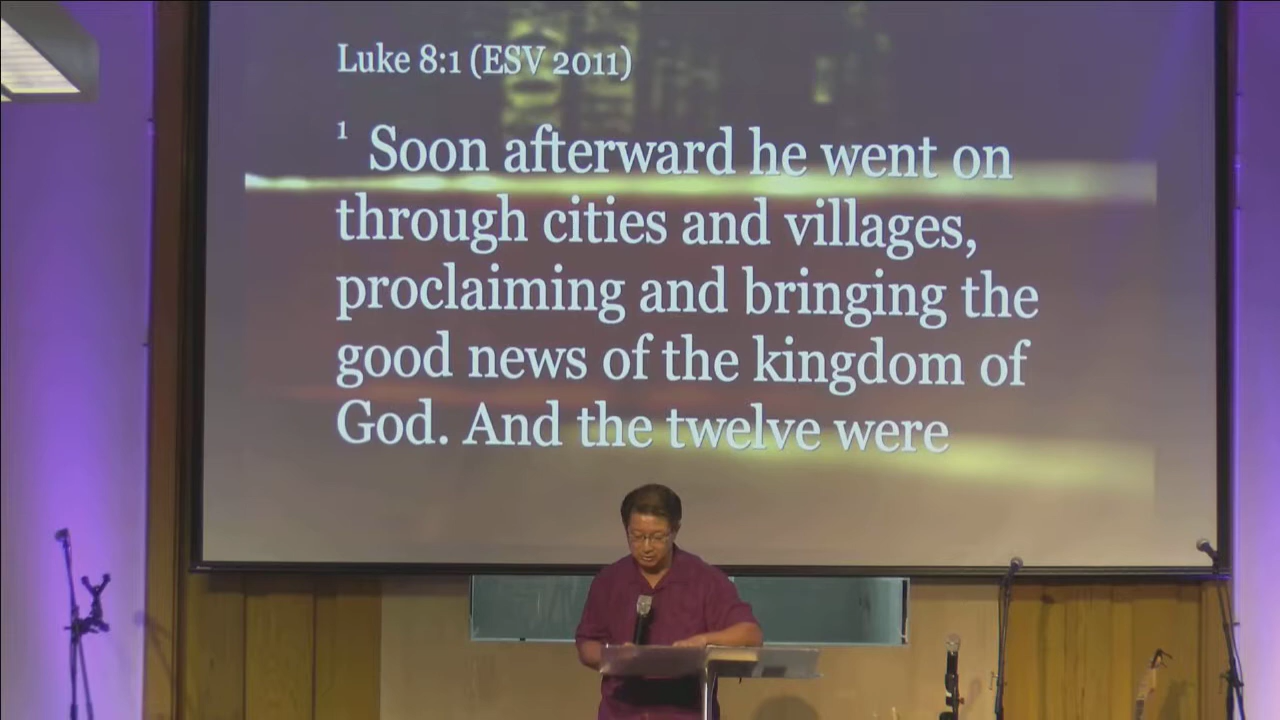 Luke 8:1 (ESV 2011)
1 Soon afterward he went on
through cities and villages,
proclaiming and bringing the
good news of the kingdom of
God. And the twelve were